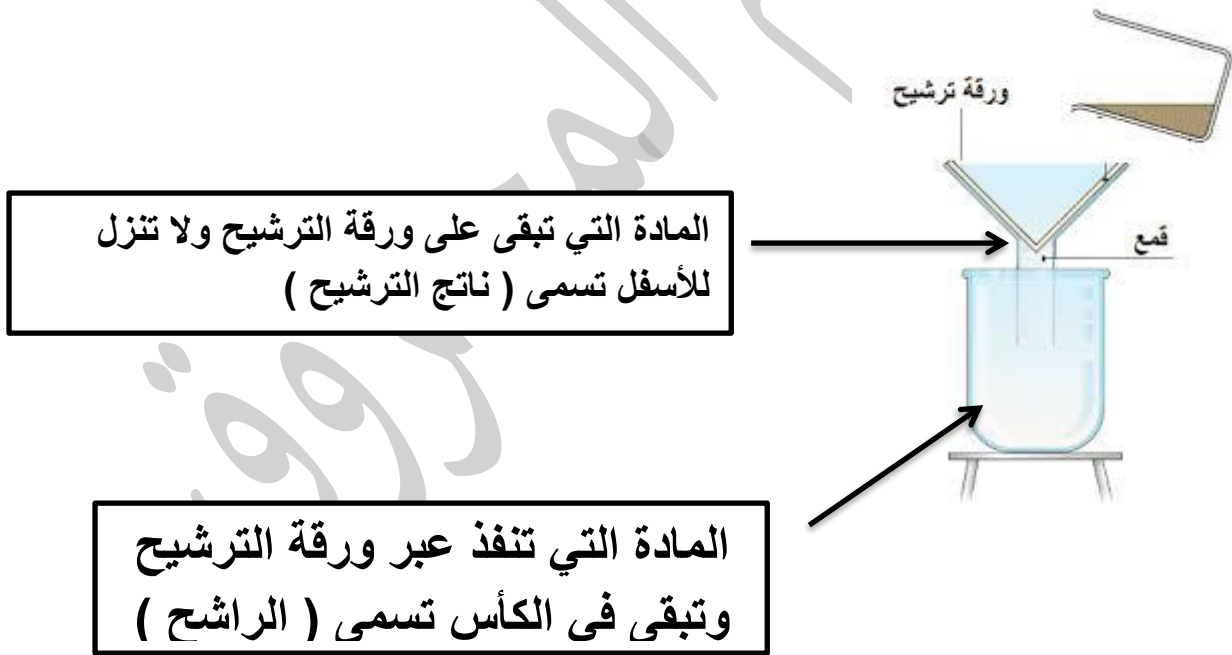 ورقة ترشيح
المادة التي تبقى على ورقة الترشيح ولا تنزل
للأسفل تسمى ( ناتج الترشيح )
قمع
المادة التي تنفذ عبر ورقة الترشيح
وتبقى في الكأس تسمى ( الراشح )